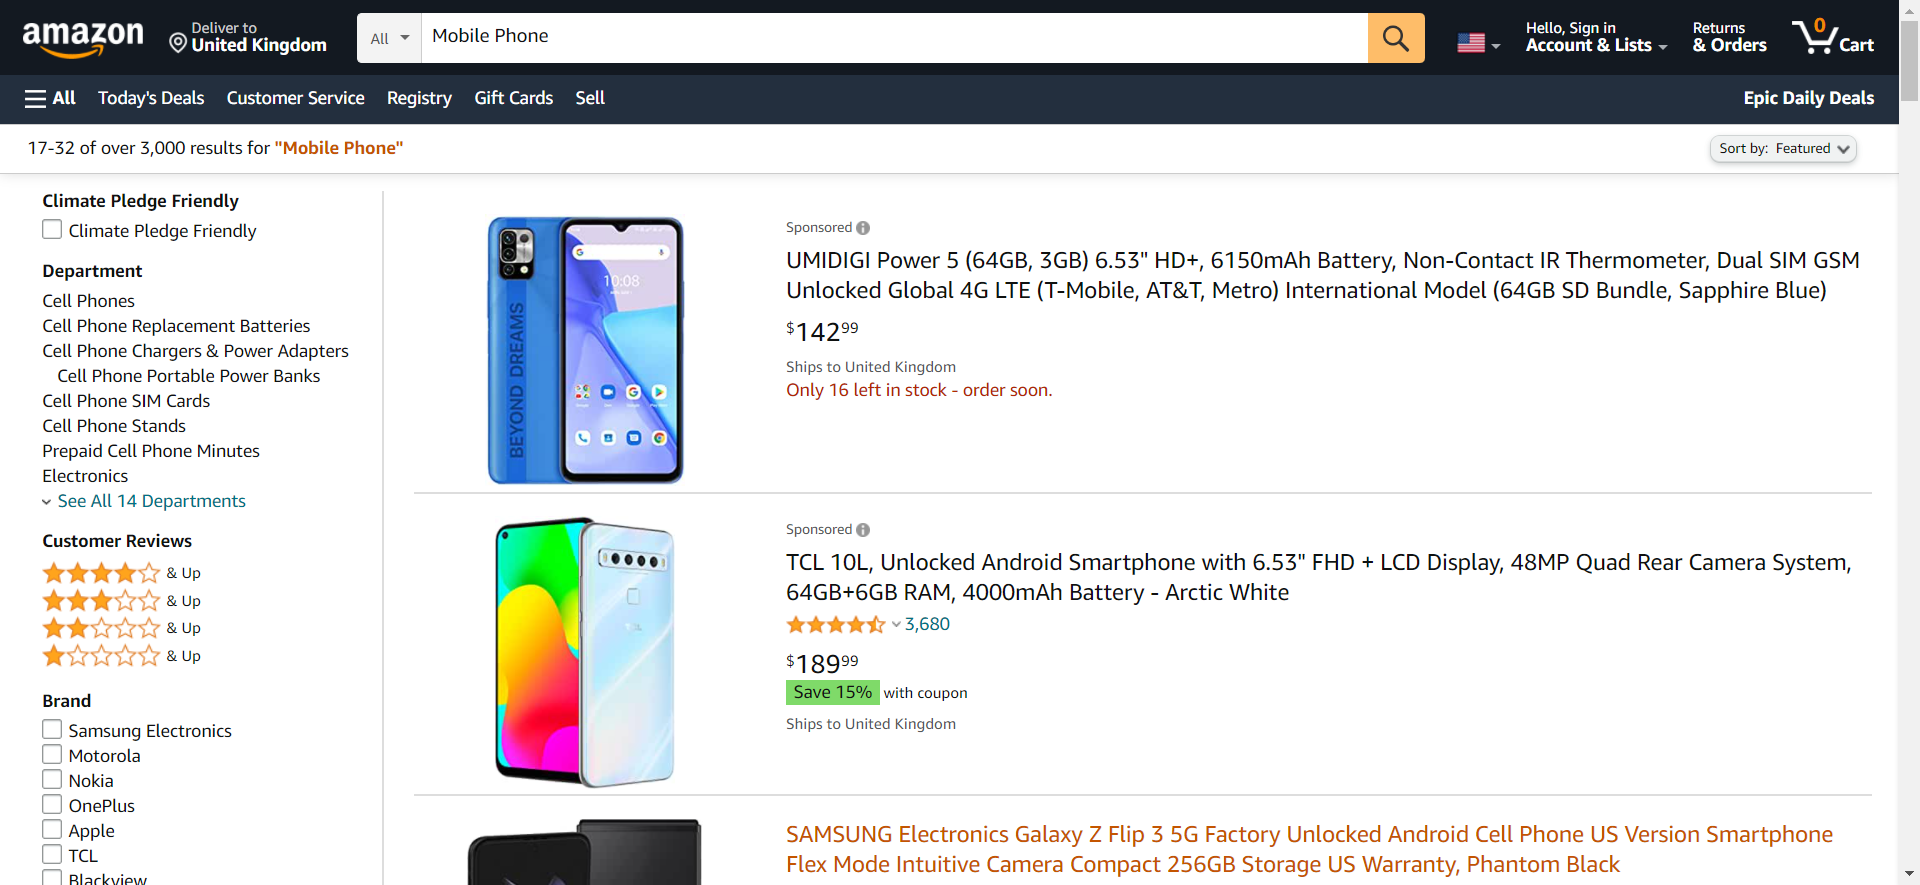 amazon
Deliver to
United Kingdom
All
Mobile Phone
Hello, Sign in
Account & Lists
Returns
& Orders
0
Cart
All
Today's Deals
Customer Service
Registry
Gift Cards
Sell
Epic Daily Deals
17-32 of over 3,000 results for "Mobile Phone"
Sort by: Featured
Climate Pledge Friendly
Climate Pledge Friendly
Department
Cell Phones
Cell Phone Replacement Batteries
Cell Phone Chargers & Power Adapters
Cell Phone Portable Power Banks
Cell Phone SIM Cards
Cell Phone Stands
Prepaid Cell Phone Minutes
Electronics
See All 14 Departments
Customer Reviews
& Up
& Up
& Up
& Up
Brand
Samsung Electronics
Motorola
Nokia
OnePlus
Apple
TCL
Blackview
BEYOND DREAMS
10:08
Sponsored
UMIDIGI Power 5 (64GB, 3GB) 6.53" HD+, 6150mAh Battery, Non-Contact IR Thermometer, Dual SIM GSM
Unlocked Global 4G LTE (T-Mobile, AT&T, Metro) International Model (64GB SD Bundle, Sapphire Blue)
$142.99
Ships to United Kingdom
Only 16 left in stock - order soon.
TCL
Sponsored
TCL 10L, Unlocked Android Smartphone with 6.53" FHD + LCD Display, 48MP Quad Rear Camera System,
64GB+6GB RAM, 4000mAh Battery - Arctic White
3,680
$189.99
Save 15% with coupon
Ships to United Kingdom
SAMSUNG Electronics Galaxy Z Flip 3 5G Factory Unlocked Android Cell Phone US Version Smartphone
Flex Mode Intuitive Camera Compact 256GB Storage US Warranty, Phantom Black